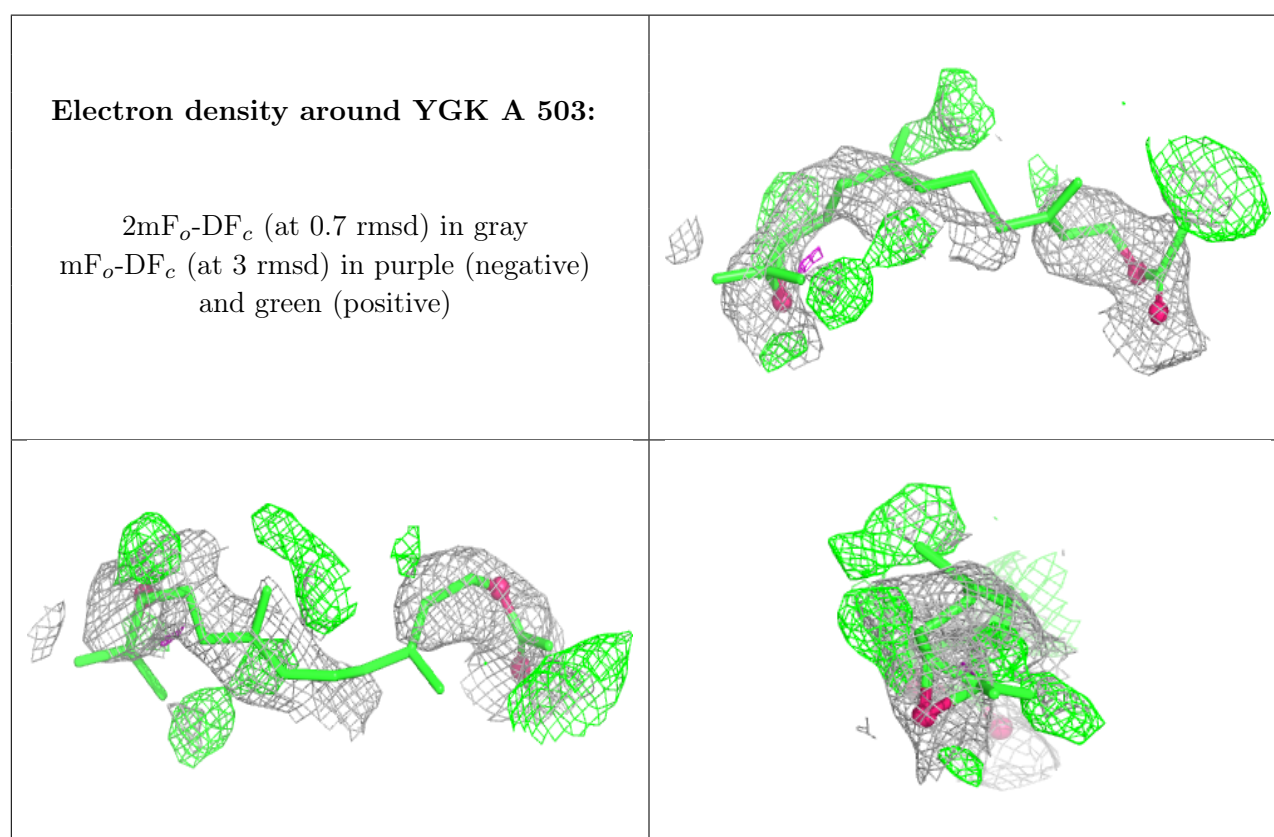 Electron density around YGK A 503:
2mFo-DFc (at 0.7 rmsd) in gray
mFo-DFc (at 3 rmsd) in purple (negative)
and green (positive)